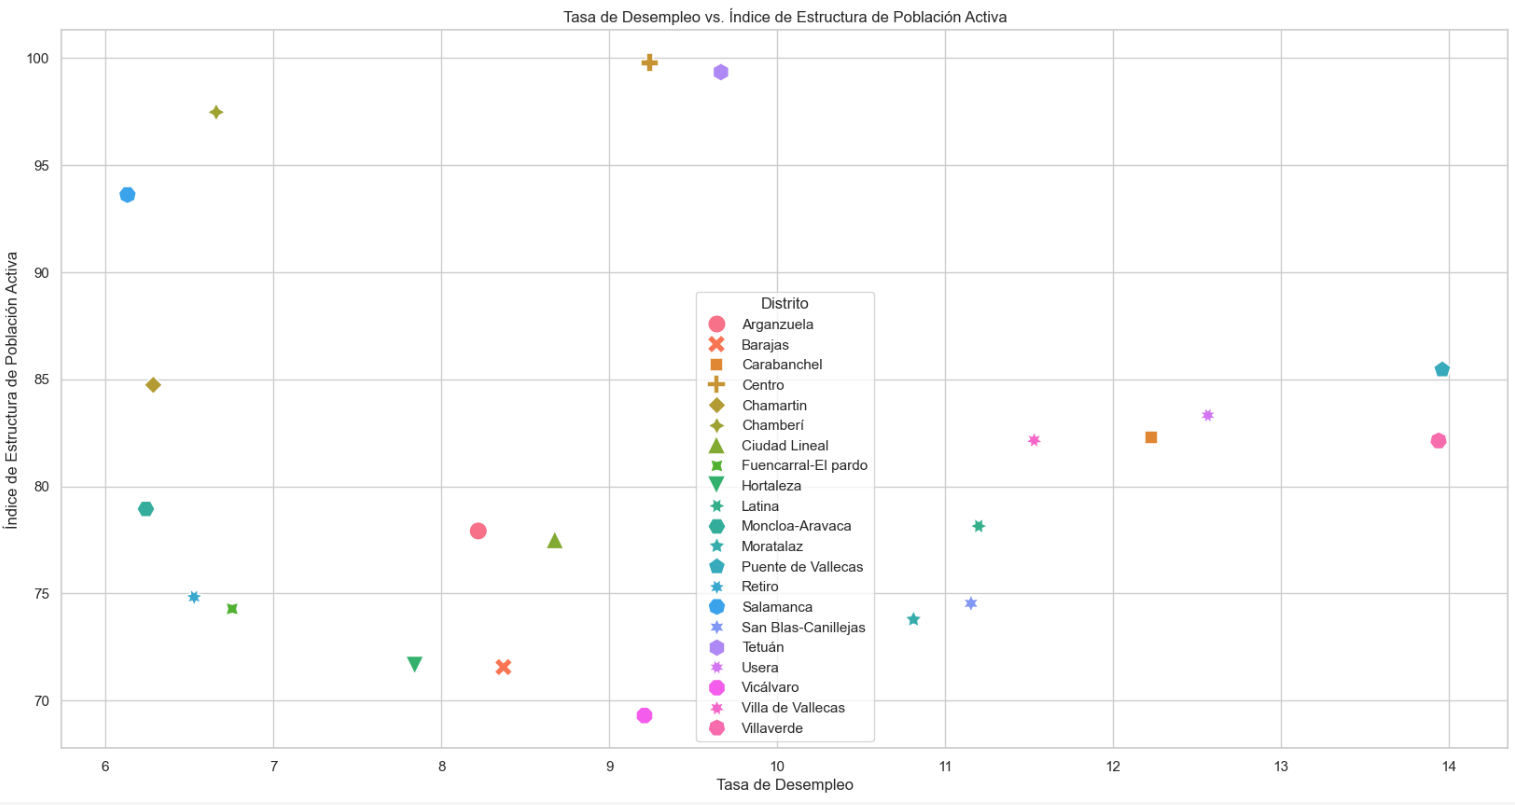 Tasa de Desempleo vs. Índice de Estructura de Población Activa
Índice de Estructura de Población Activa
100
95
90
85
80
75
70
Distrito
Arganzuela
Barajas
Carabanchel
Centro
Chamartin
Chamberí
Ciudad Lineal
Fuencarral-El pardo
Hortaleza
Latina
Moncloa-Aravaca
Moratalaz
Puente de Vallecas
Retiro
Salamanca
San Blas-Canillejas
Tetuán
Usera
Vicálvaro
Villa de Vallecas
Villaverde
6 7 8 9 10 11 12 13 14
Tasa de Desempleo